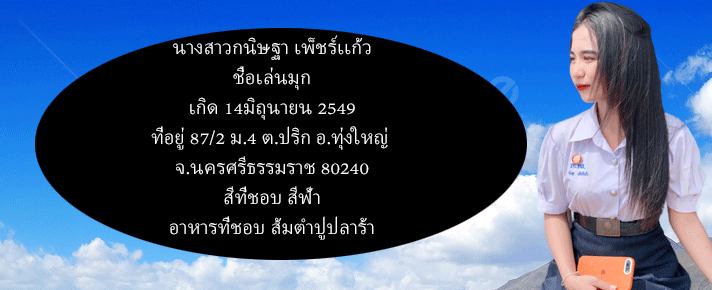 นางสาวกนิษฐา เพ็ชร์แก้ว
ชื่อเล่นมุก
เกิด 14มิถุนายน 2549
ที่อยู่ 87/2 ม.4 ต.ปริก อ.ทุ่งใหญ่
จ.นครศรีธรรมราช 80240
สีที่ชอบ สีฟ้า
อาหารที่ชอบ ส้มตำปูปลาร้า